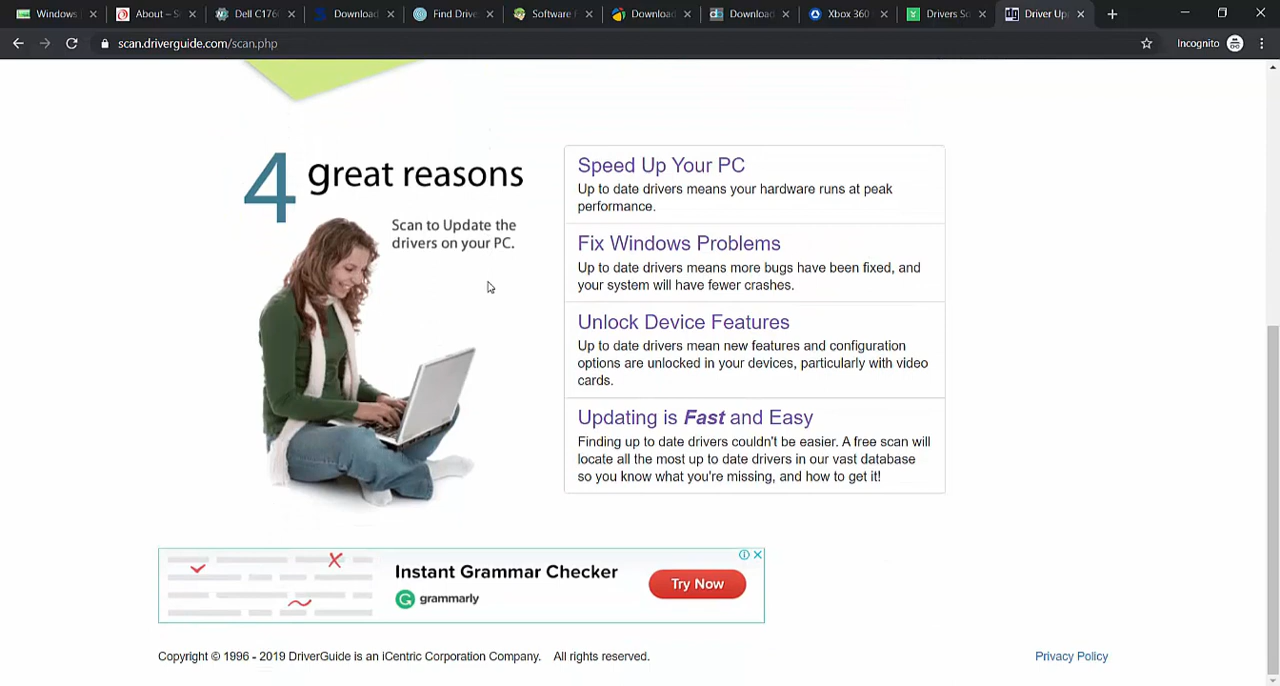 Windows
About – S
Dell C176
Download
Find Drive
Software F
Download
Download
Xbox 360
Drivers So
Driver Up
scan.driverguide.com/scan.php
Incognito
4 great reasons
Scan to Update the
drivers on your PC.
Speed Up Your PC
Up to date drivers means your hardware runs at peak
performance.
Fix Windows Problems
Up to date drivers means more bugs have been fixed, and
your system will have fewer crashes.
Unlock Device Features
Up to date drivers mean new features and configuration
options are unlocked in your devices, particularly with video
cards.
Updating is Fast and Easy
Finding up to date drivers couldn't be easier. A free scan will
locate all the most up to date drivers in our vast database
so you know what you're missing, and how to get it!
Instant Grammar Checker
grammarly
Try Now
Copyright © 1996 - 2019 DriverGuide is an iCentric Corporation Company. All rights reserved.
Privacy Policy